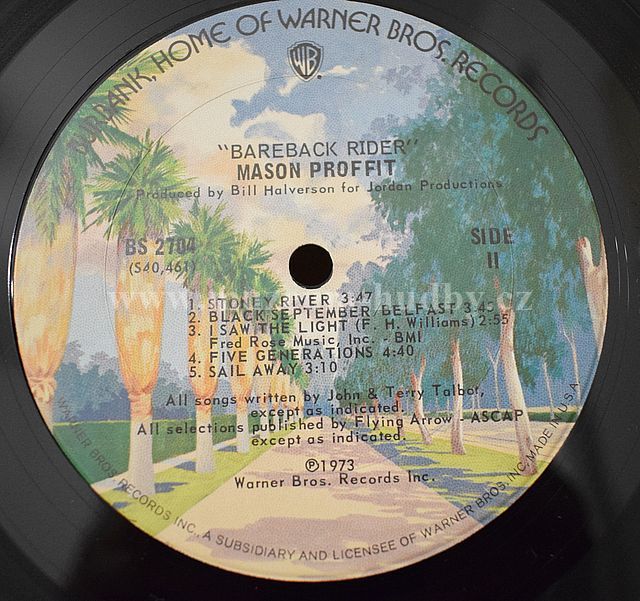 BURBANK, HOME OF WARNER BROS. RECORDS
WB
"BAREBACK RIDER"
MASON PROFFIT
Produced by Bill Halverson for Jordan Productions
BS 2704
(S40,461)
SIDE
II
1. STONEY RIVER 3:47
2. BLACK SEPTEMBER/BELFAST 3:45
3. I SAW THE LIGHT (F. H. Williams) 2:55
Fred Rose Music, Inc. - BMI
4. FIVE GENERATIONS 4:40
5. SAIL AWAY 3:10
All songs written by John & Terry Talbot,
except as indicated.
All selections published by Flying Arrow - ASCAP
except as indicated.
℗1973
Warner Bros. Records Inc.
WARNER BROS. RECORDS INC., A SUBSIDIARY AND LICENSEE OF WARNER BROS. INC. MADE IN U.S.A.